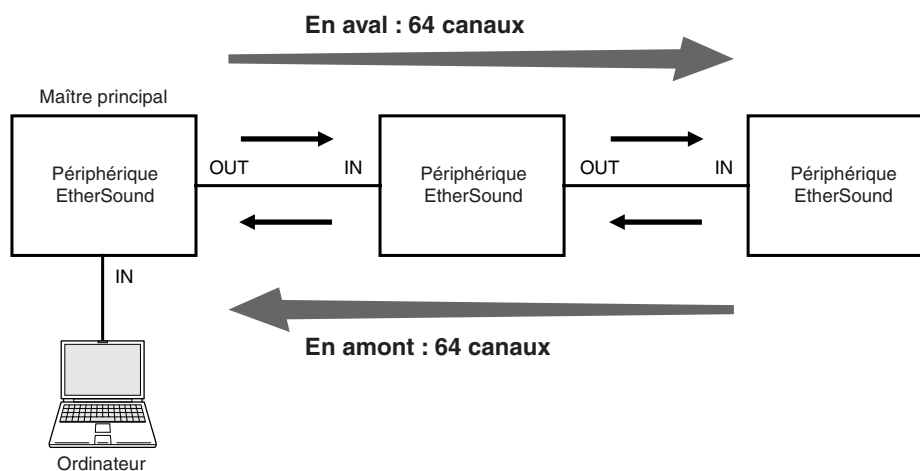 En aval : 64 canaux
Maître principal
Périphérique
EtherSound
OUT
IN
Périphérique
EtherSound
OUT
IN
Périphérique
EtherSound
IN
En amont : 64 canaux
Ordinateur